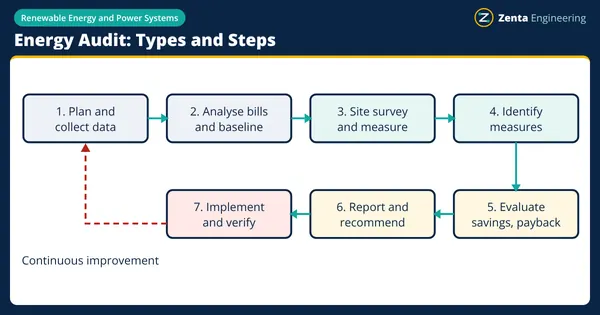 Renewable Energy and Power Systems
Zenta Engineering
Energy Audit: Types and Steps
1. Plan and
collect data
2. Analyse bills
and baseline
3. Site survey
and measure
4. Identify
measures
5. Evaluate
savings, payback
6. Report and
recommend
7. Implement
and verify
Continuous improvement